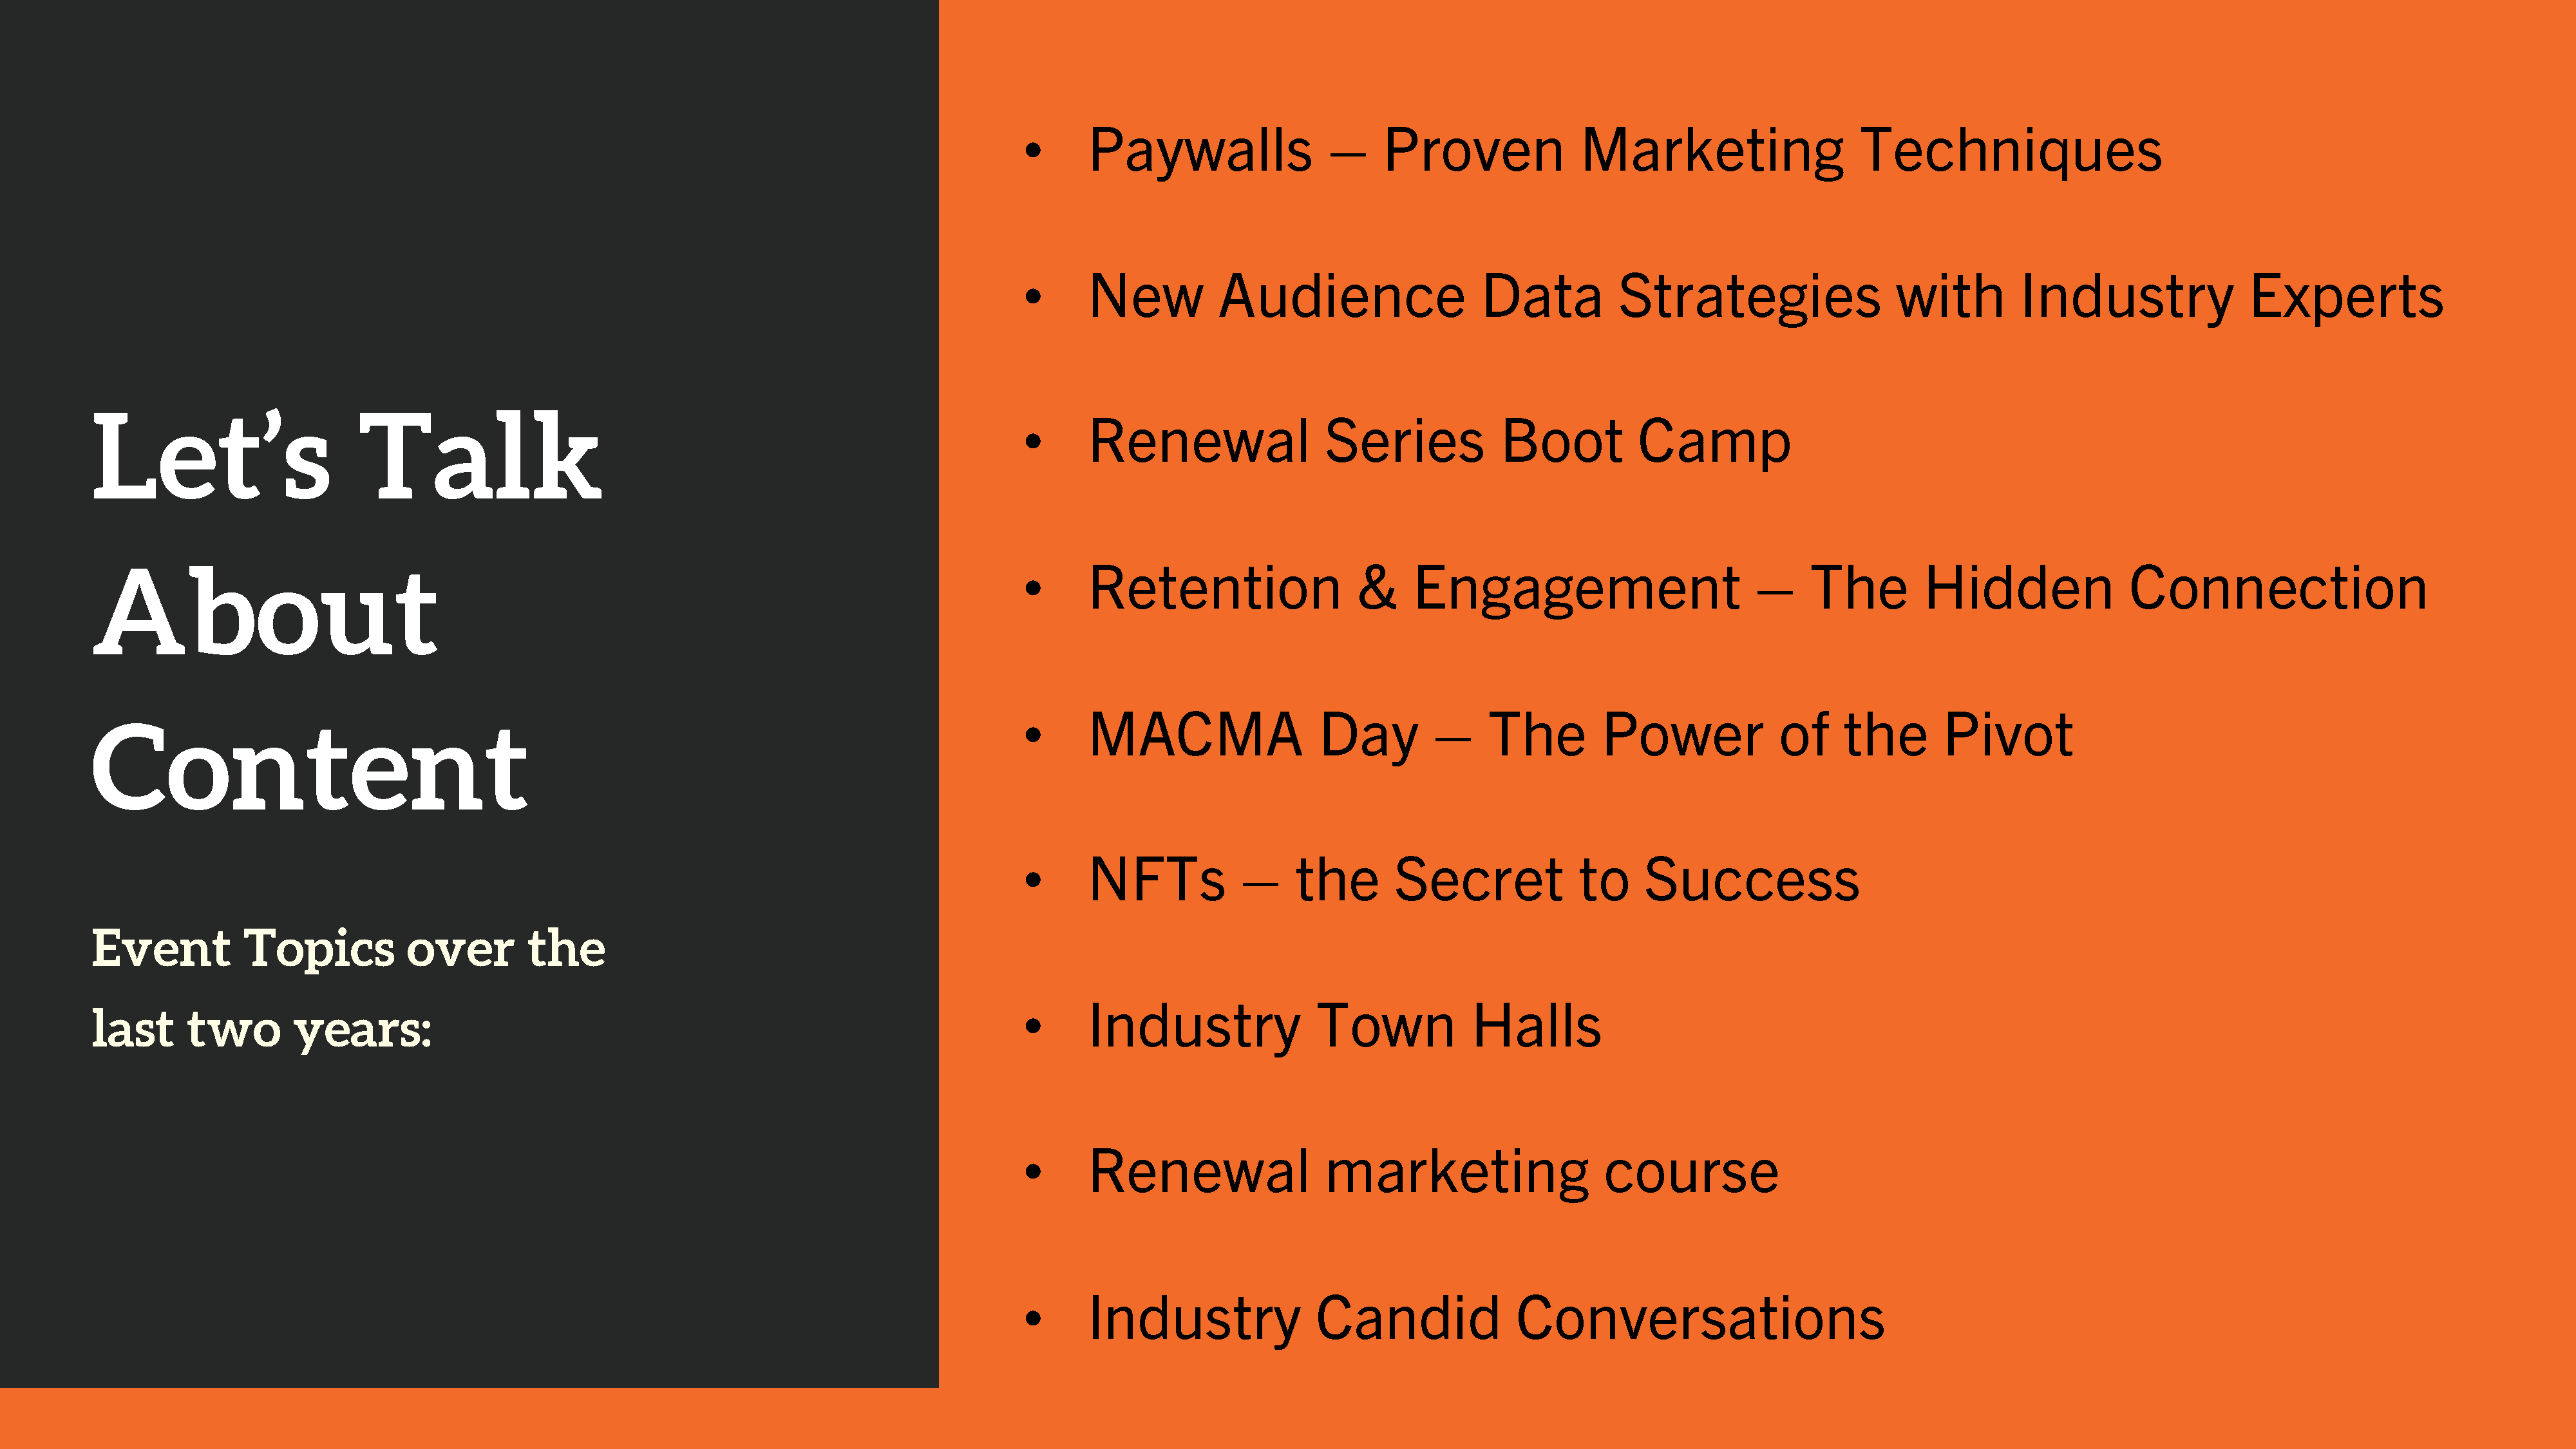 Let’s Talk
About
Content
Event Topics over the
last two years:
• Paywalls – Proven Marketing Techniques
• New Audience Data Strategies with Industry Experts
• Renewal Series Boot Camp
• Retention & Engagement – The Hidden Connection
• MACMA Day – The Power of the Pivot
• NFTs – the Secret to Success
• Industry Town Halls
• Renewal marketing course
• Industry Candid Conversations